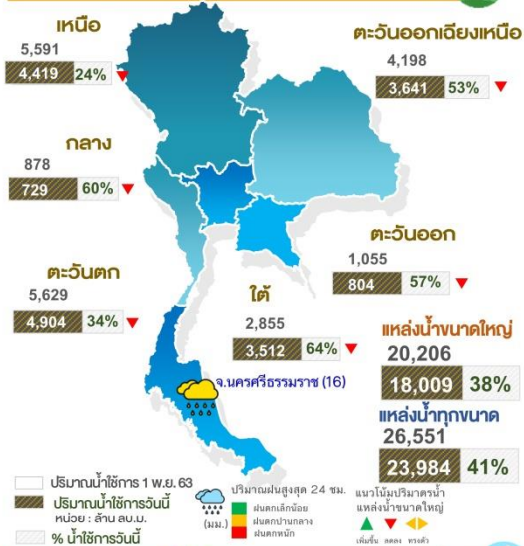 เหนือ
5,591
4,419 24%
ตะวันออกเฉียงเหนือ
4,198
3,641 53%
กลาง
878
729 60%
ตะวันออก
1,055
804 57%
ตะวันตก
5,629
4,904 34%
ใต้
2,855
3,512 64%
จ.นครศรีธรรมราช (16)
แหล่งน้ำขนาดใหญ่
20,206
18,009 38%
แหล่งน้ำทุกขนาด
26,551
23,984 41%
ปริมาณน้ำใช้การ 1 พ.ย. 63
ปริมาณน้ำใช้การวันนี้
หน่วย : ล้าน ลบ.ม.
% น้ำใช้การวันนี้
ปริมาณฝนสูงสุด 24 ชม.
(มม.)
ฝนตกเล็กน้อย
ฝนตกปานกลาง
ฝนตกหนัก
แนวโน้มปริมาตรน้ำ
แหล่งน้ำขนาดใหญ่
เพิ่มขึ้น ลดลง ทรงตัว